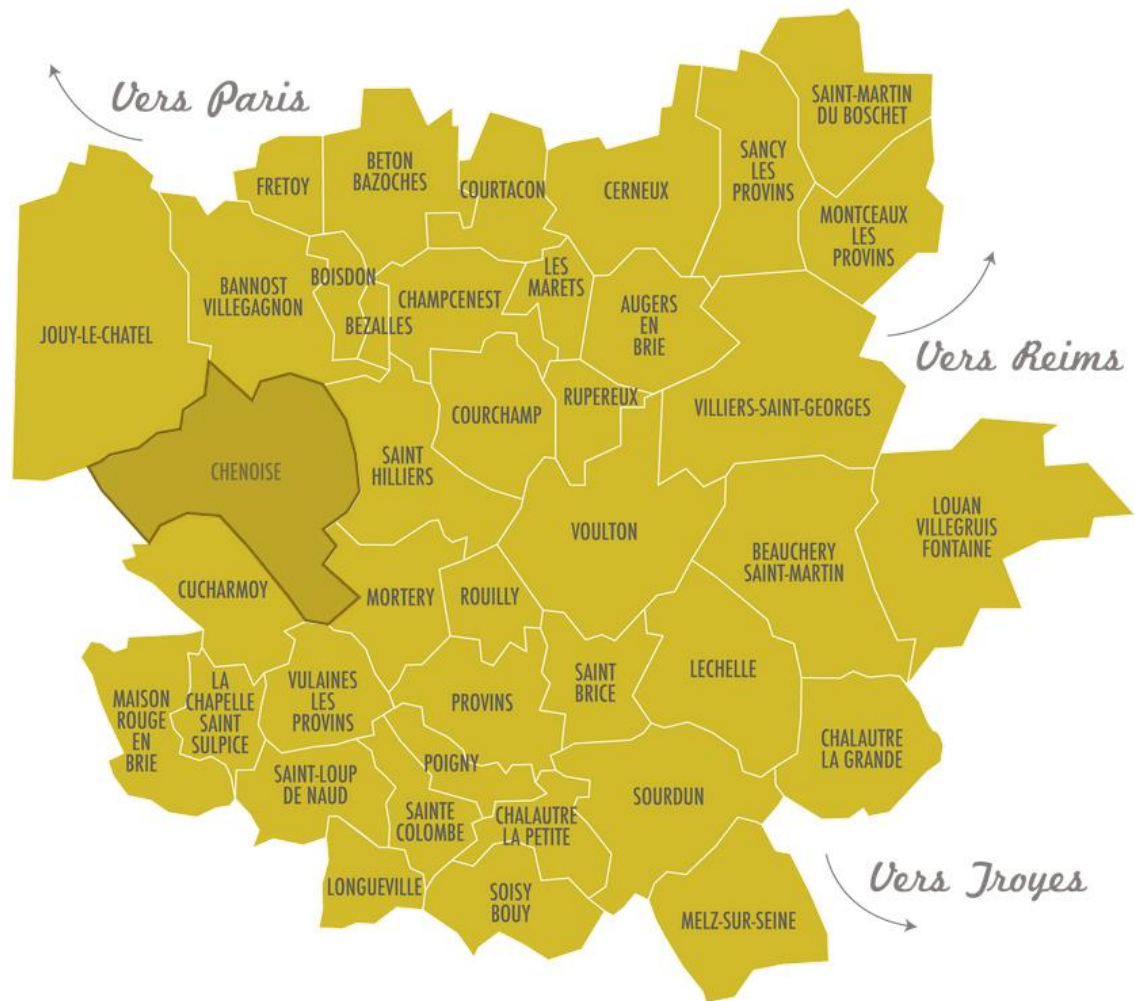 Vers Paris
SAINT-MARTIN
DU BOSCHET
FRETOY
BETON
BAZOCHES
COURTACON
CERNEUX
SANCY
LES
PROVINS
MONTCEAUX
LES
PROVINS
JOUY-LE-CHATEL
BANNOST
VILLEGAGNON
BOISDON
BEZALLES
CHAMPCENEST
LES
MARETS
AUGERS
EN
BRIE
Vers Reims
CHENOISE
SAINT
HILLIERS
COURCHAMP
RUPEREUX
VILLIERS-SAINT-GEORGES
VOULTON
BEAUCHERY
SAINT-MARTIN
LOUAN
VILLEGRUIS
FONTAINE
CUCHARMOY
MORTERY
ROUILLY
MAISON
ROUGE
EN
BRIE
LA
CHAPELLE
SAINT
SULPICE
VULAINES
LES
PROVINS
PROVINS
SAINT
BRICE
LECHELLE
CHALAUTRE
LA GRANDE
SAINT-LOUP
DE NAUD
POIGNY
SAINTE
COLOMBE
CHALAUTRE
LA PETITE
SOURDUN
LONGUEVILLE
SOISY
BOUY
MELZ-SUR-SEINE
Vers Troyes